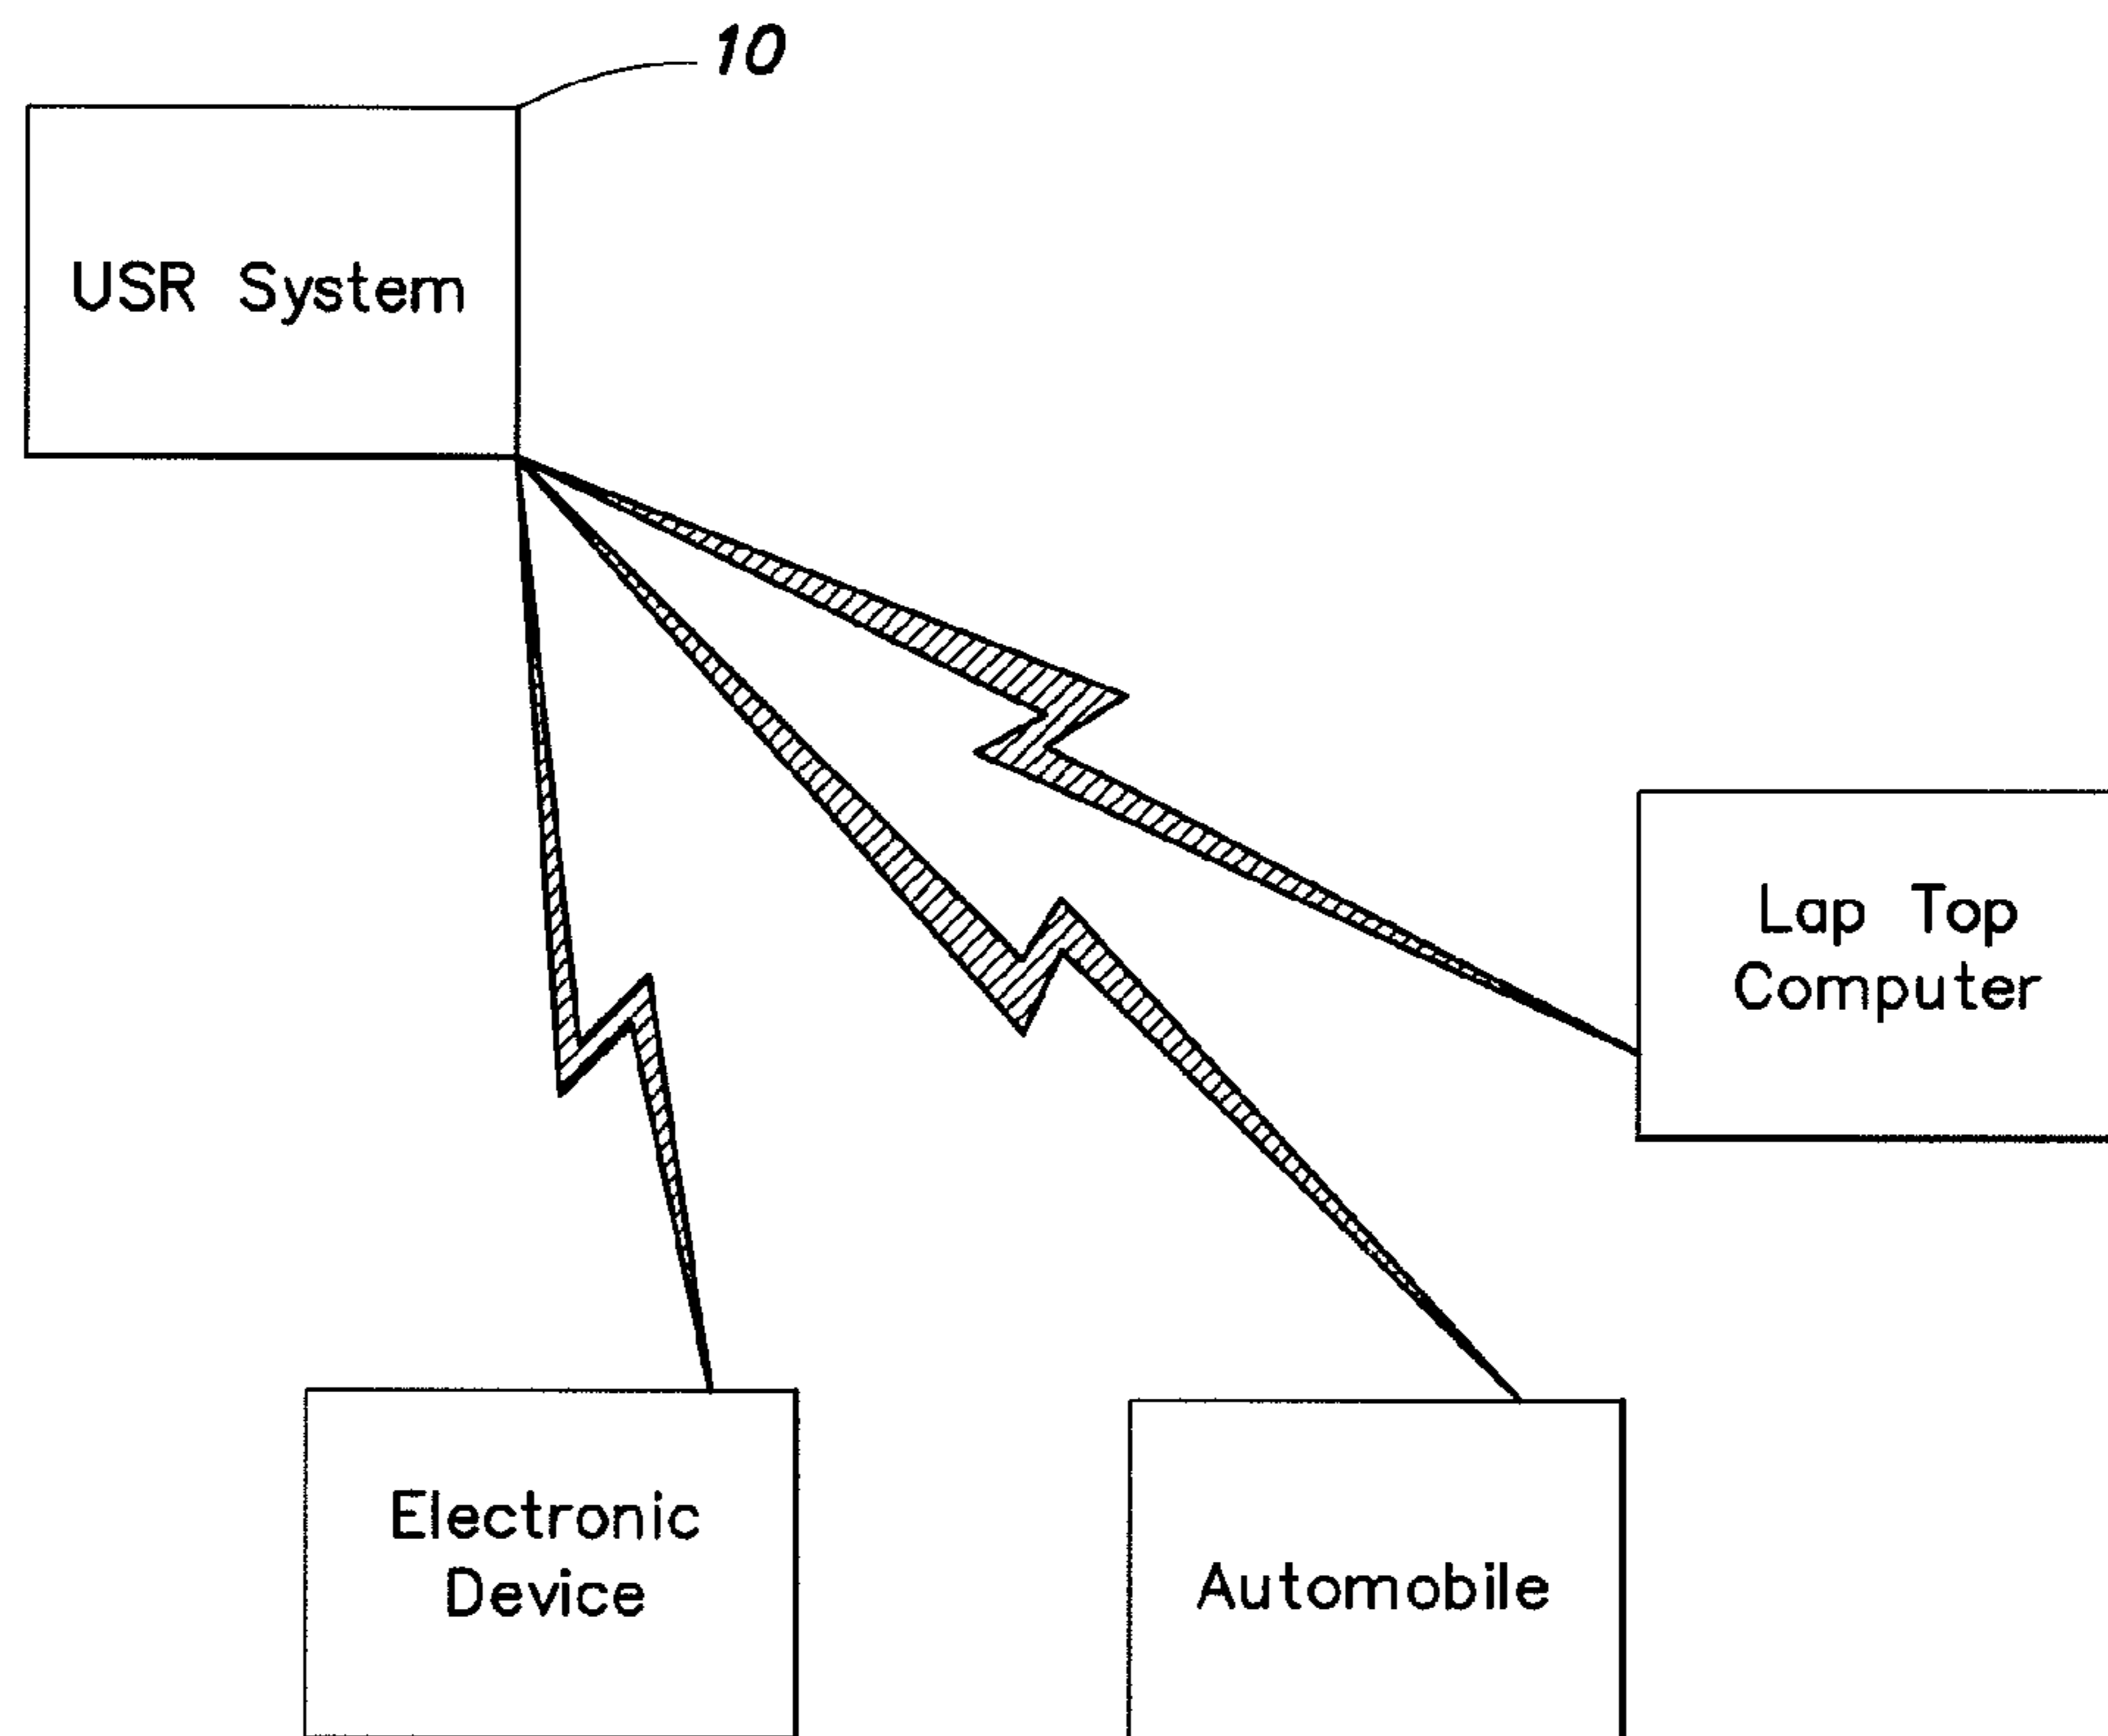 10
USR System
Lap Top
Computer
Electronic
Device
Automobile